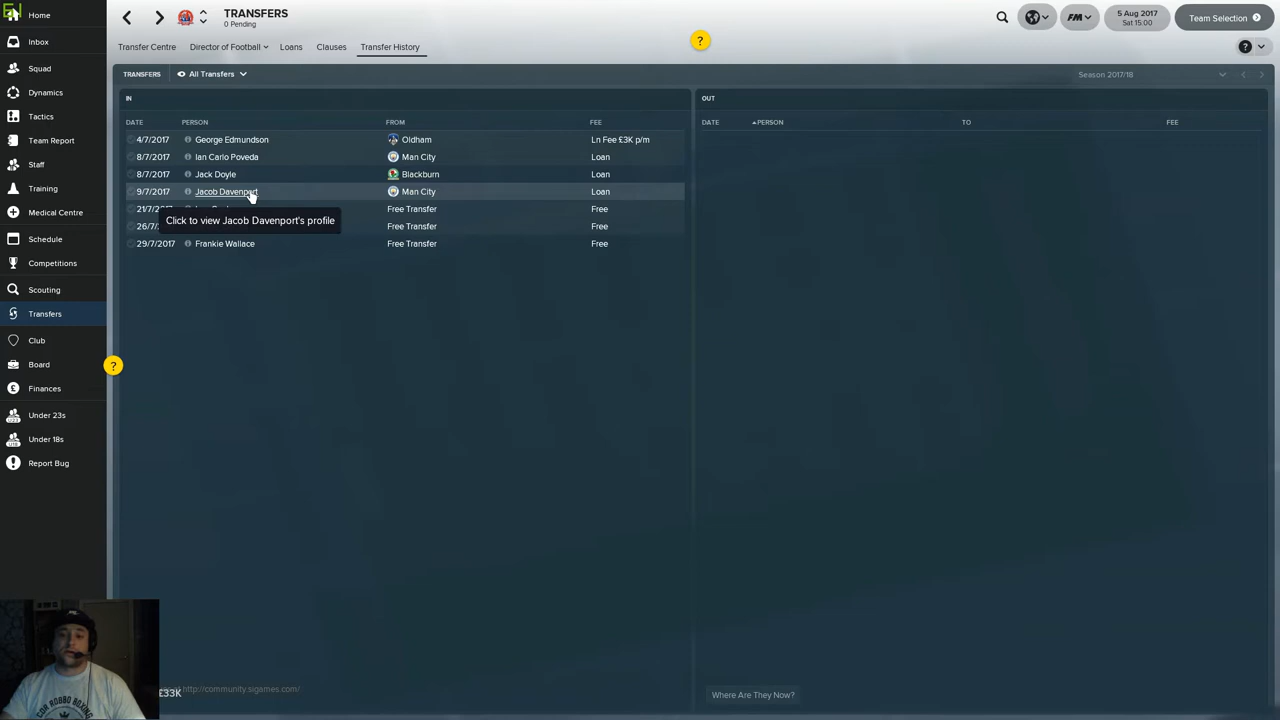 Home
TRANSFERS
0 Pending
FM
5 Aug 2017
Sat 15:00
Team Selection
Inbox
Transfer Centre
Director of Football
Loans
Clauses
Transfer History
?
?
Squad
TRANSFERS
All Transfers
Season 2017/18
Dynamics
IN
OUT
Tactics
DATE PERSON FROM FEE
DATE PERSON TO FEE
Team Report
4/7/2017 George Edmundson Oldham Ln Fee £3K p/m
Staff
8/7/2017 Ian Carlo Poveda Man City Loan
8/7/2017 Jack Doyle Blackburn Loan
Training
9/7/2017 Jacob Davenport Man City Loan
Medical Centre
Free Transfer Free
Click to view Jacob Davenport's profile
Free Transfer Free
Schedule
29/7/2017 Frankie Wallace Free Transfer Free
Competitions
Scouting
Transfers
Club
Board
?
Finances
Under 23s
Under 18s
Report Bug
£33K
http://community.sigames.com/
Where Are They Now?